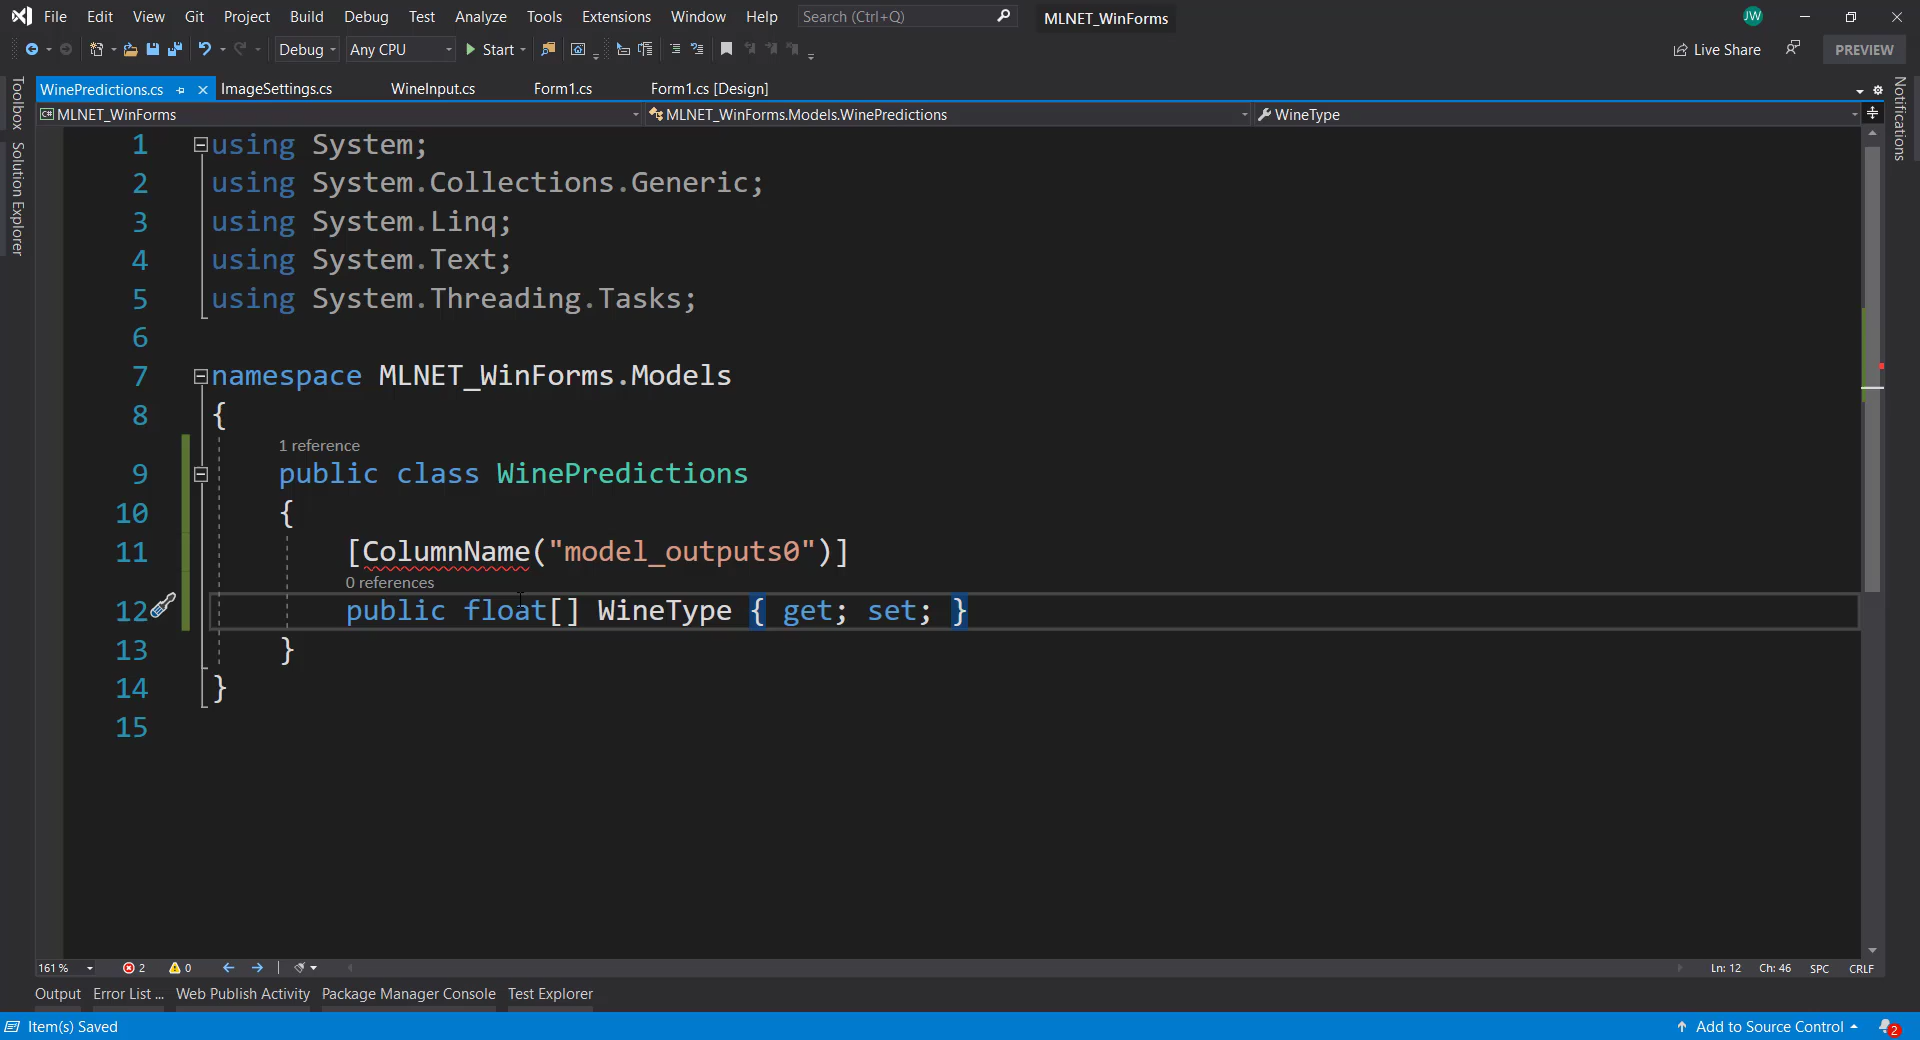 File Edit View Git Project Build Debug Test Analyze Tools Extensions Window Help Search (Ctrl+Q) MLNET_WinForms JW
Debug Any CPU Start Live Share PREVIEW
WinePredictions.cs ImageSettings.cs WineInput.cs Form1.cs Form1.cs [Design]
C# MLNET_WinForms MLNET_WinForms.Models.WinePredictions WineType
Toolbox
Solution Explorer
Notifications
1 using System;
2 using System.Collections.Generic;
3 using System.Linq;
4 using System.Text;
5 using System.Threading.Tasks;
6
7 namespace MLNET_WinForms.Models
8 {
1 reference
9 public class WinePredictions
10 {
11 [ColumnName("model_outputs0")]
0 references
12 public float[] WineType { get; set; }
13 }
14 }
15
161 % 2 0 Ln: 12 Ch: 46 SPC CRLF
Output Error List ... Web Publish Activity Package Manager Console Test Explorer
Item(s) Saved Add to Source Control 2